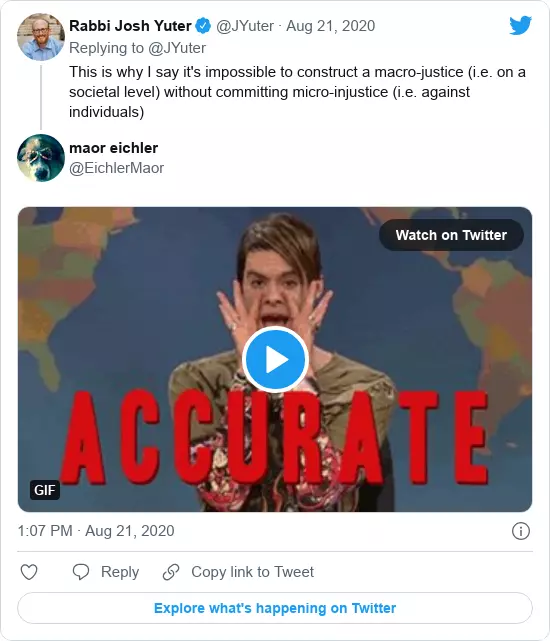 Rabbi Josh Yuter @JYuter · Aug 21, 2020
Replying to @JYuter
This is why I say it's impossible to construct a macro-justice (i.e. on a
societal level) without committing micro-injustice (i.e. against
individuals)
maor eichler
@EichlerMaor
Watch on Twitter
ACCURATE
GIF
1:07 PM · Aug 21, 2020
Reply Copy link to Tweet
Explore what's happening on Twitter